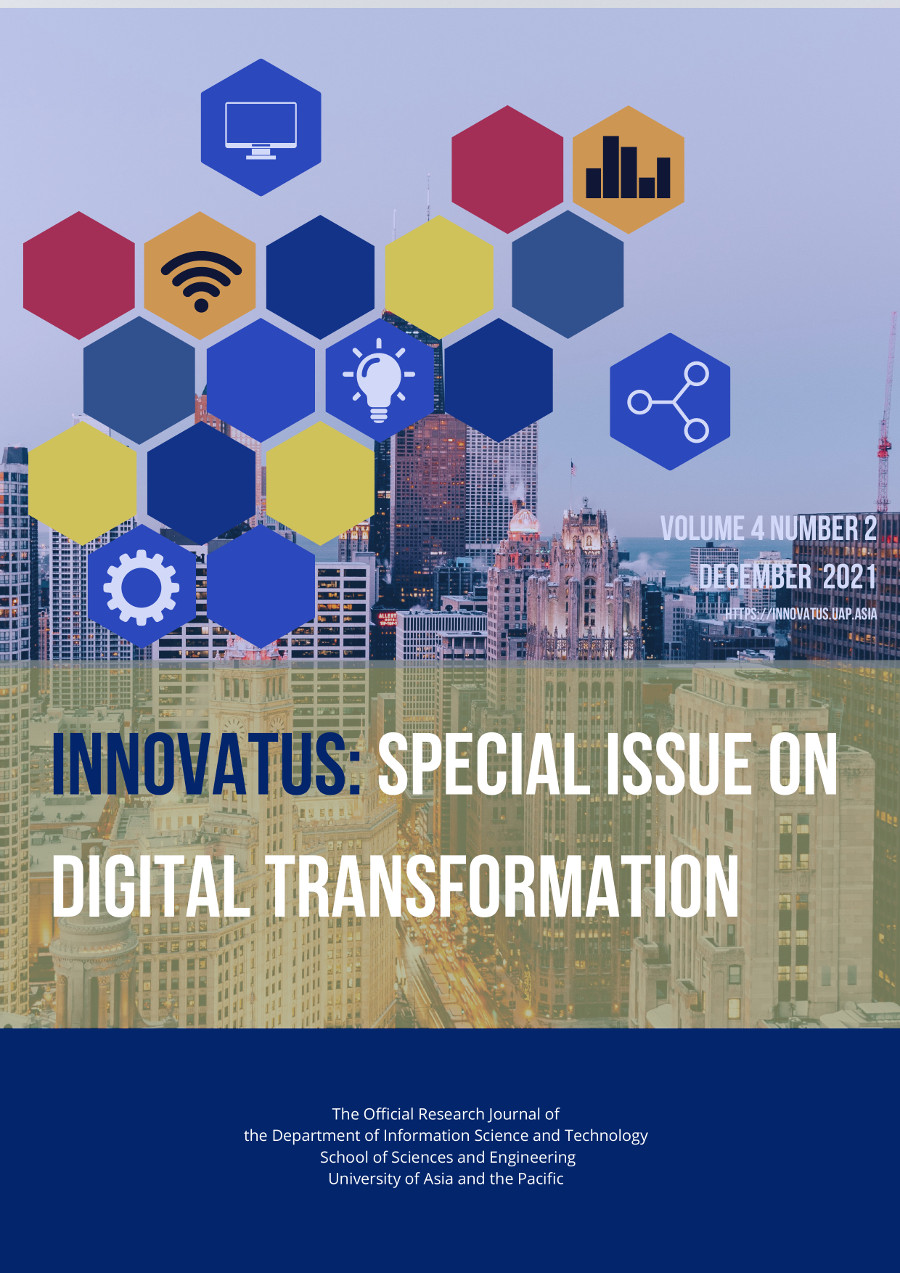 VOLUME 4 NUMBER 2
DECEMBER 2021
HTTPS://INNOVATUS.UAP.ASIA
INNOVATUS: SPECIAL ISSUE ON
DIGITAL TRANSFORMATION
The Official Research Journal of
the Department of Information Science and Technology
School of Sciences and Engineering
University of Asia and the Pacific